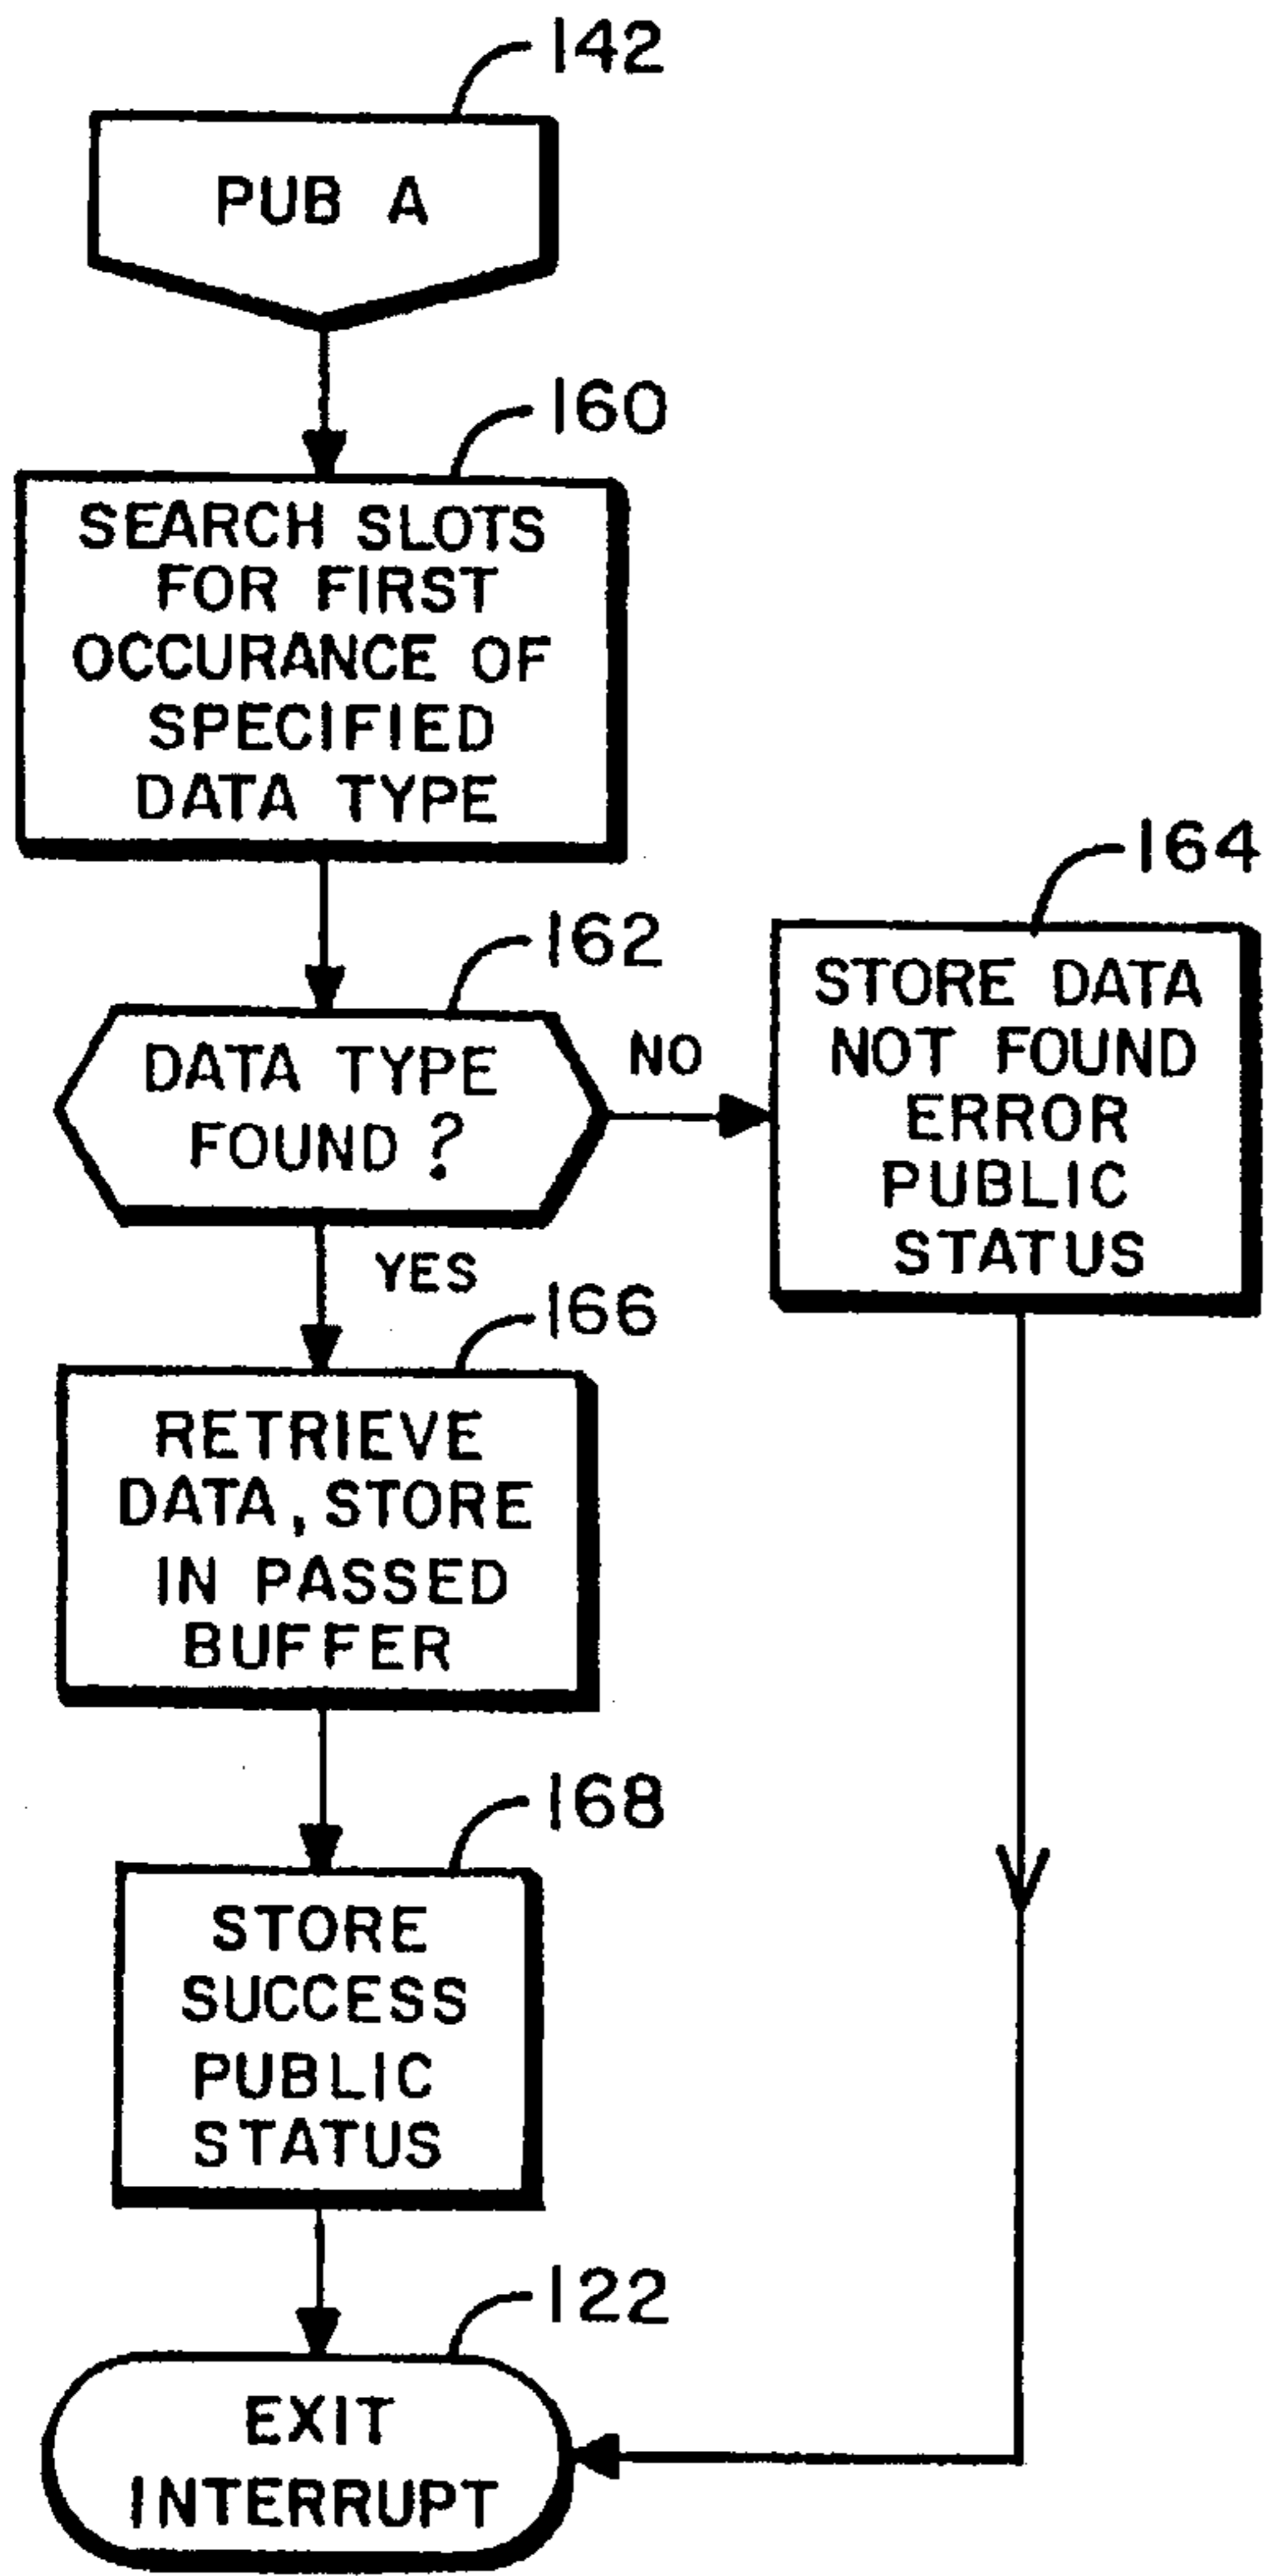 142
PUB A
160
SEARCH SLOTS
FOR FIRST
OCCURANCE OF
SPECIFIED
DATA TYPE
162
DATA TYPE
FOUND?
NO
YES
164
STORE DATA
NOT FOUND
ERROR
PUBLIC
STATUS
166
RETRIEVE
DATA, STORE
IN PASSED
BUFFER
168
STORE
SUCCESS
PUBLIC
STATUS
122
EXIT
INTERRUPT